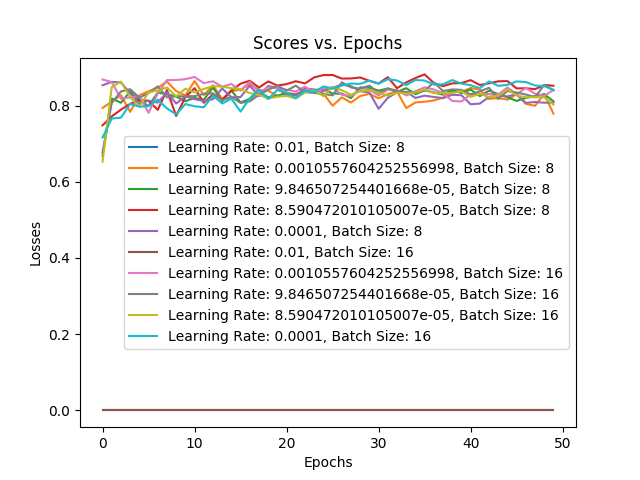 Scores vs. Epochs
Losses
0.8
0.6
0.4
0.2
0.0
Learning Rate: 0.01, Batch Size: 8
Learning Rate: 0.0010557604252556998, Batch Size: 8
Learning Rate: 9.846507254401668e-05, Batch Size: 8
Learning Rate: 8.590472010105007e-05, Batch Size: 8
Learning Rate: 0.0001, Batch Size: 8
Learning Rate: 0.01, Batch Size: 16
Learning Rate: 0.0010557604252556998, Batch Size: 16
Learning Rate: 9.846507254401668e-05, Batch Size: 16
Learning Rate: 8.590472010105007e-05, Batch Size: 16
Learning Rate: 0.0001, Batch Size: 16
0 10 20 30 40 50
Epochs